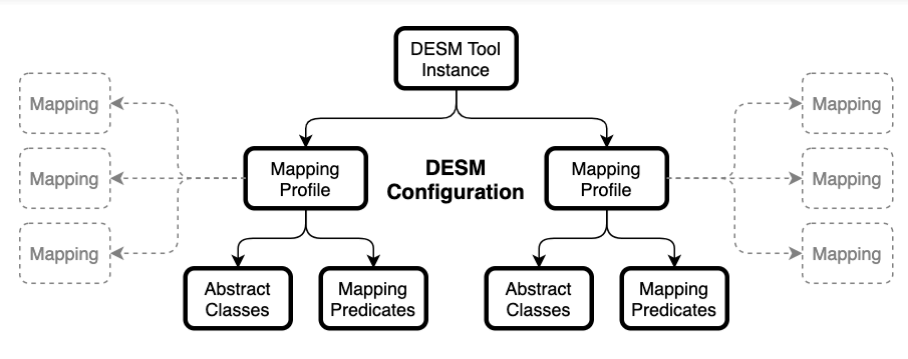 DESM Tool
Instance
Mapping
Mapping
Mapping
Mapping
Profile
DESM
Configuration
Mapping
Profile
Mapping
Mapping
Mapping
Abstract
Classes
Mapping
Predicates
Abstract
Classes
Mapping
Predicates